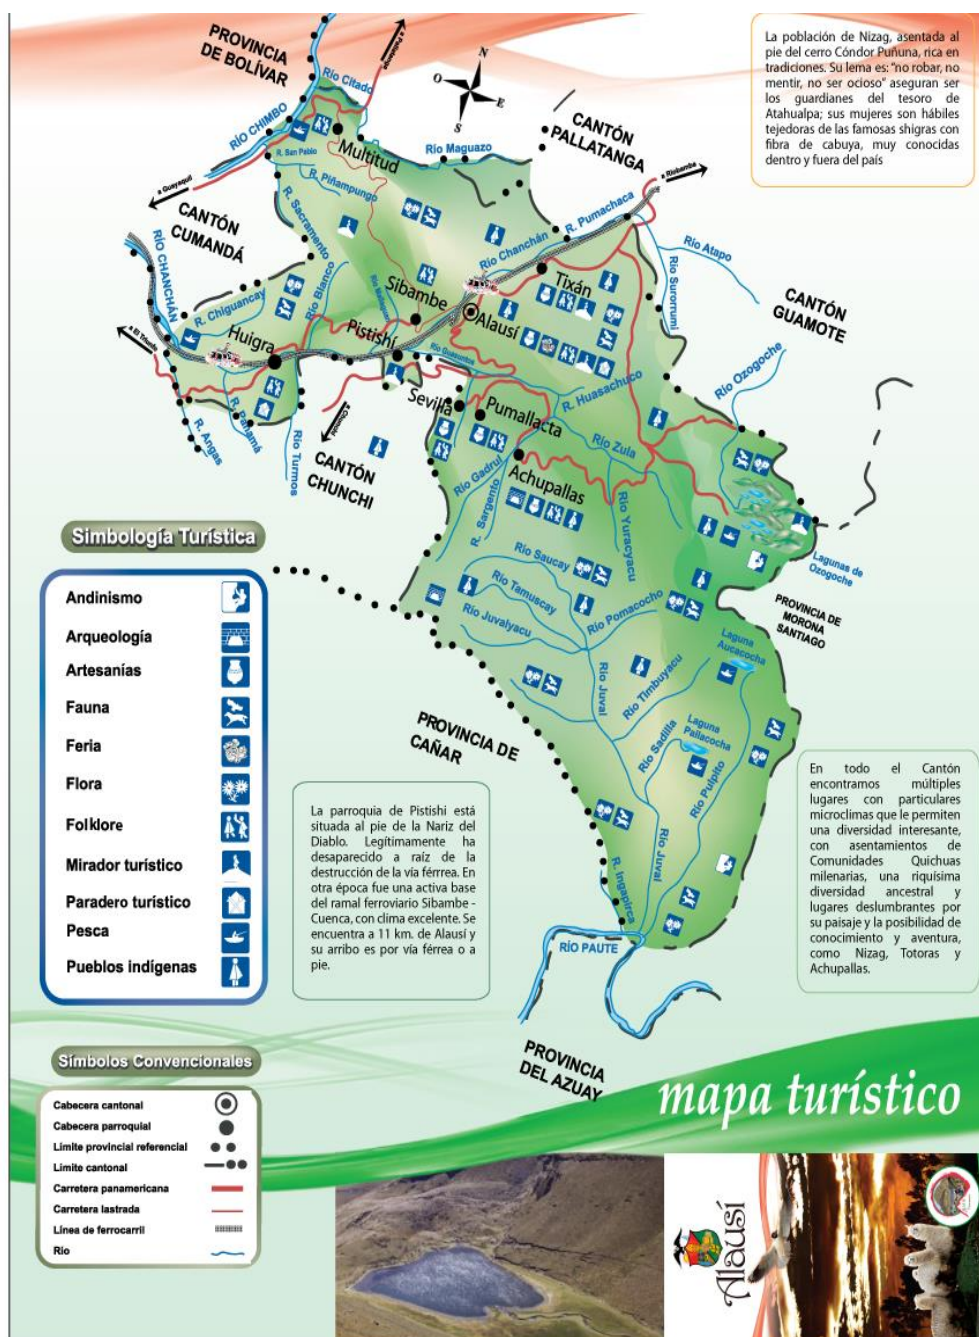 La población de Nizag, asentada al
pie del cerro Cóndor Puñuna, rica en
tradiciones. Su lema es: "no robar, no
mentir, no ser ocioso" aseguran ser
los guardianes del tesoro de
Atahualpa; sus mujeres son hábiles
tejedoras de las famosas shigras con
fibra de cabuya, muy conocidas
dentro y fuera del país
PROVINCIA
DE BOLÍVAR
a Pallatanga
Río Citado
N
O
E
S
CANTÓN
PALLATANGA
RÍO CHIMBO
Multitud
Río Maguazo
R. San Pablo
R. Piñampungo
a Guayaquil
a Riobamba
CANTÓN
CUMANDÁ
R. Sacramento
R. Pumachaca
Río Chanchán
Río Atapo
RÍO CHANCHÁN
Río Blanco
Tixán
Sibambe
Río Surorrumi
CANTÓN
GUAMOTE
R. Chiguancay
Alausí
a El Triunfo
Huigra
Pistishí
Río Guasuntos
Río Ozogoche
R. Huasachuco
Sevilla
Pumallacta
R. Panamá
R. Angas
Río Turmos
a Chunchi
CANTÓN
CHUNCHI
Río Zula
Río Gadrul
Achupallas
R. Sargento
Río Yuracyacu
Lagunas de
Ozogoche
Río Saucay
Río Tamuscay
Río Pomacocho
Río Juvalyacu
PROVINCIA DE
MORONA
SANTIAGO
Laguna
Aucacocha
Río Timbuyacu
Río Juval
PROVINCIA DE
CAÑAR
Río Sadilla
Laguna
Pailacocha
Río Pulpito
Río Juval
R. Ingapirca
RÍO PAUTE
PROVINCIA
DEL AZUAY
Simbología Turística
Andinismo
Arqueología
Artesanías
Fauna
Feria
Flora
Folklore
Mirador turístico
Paradero turístico
Pesca
Pueblos indígenas
La parroquia de Pistishi está
situada al pie de la Nariz del
Diablo. Legítimamente ha
desaparecido a raíz de la
destrucción de la vía férrrea. En
otra época fue una activa base
del ramal ferroviario Sibambe -
Cuenca, con clima excelente. Se
encuentra a 11 km. de Alausí y
su arribo es por vía férrea o a
pie.
En todo el Cantón
encontramos múltiples
lugares con particulares
microclimas que le permiten
una diversidad interesante,
con asentamientos de
Comunidades Quichuas
milenarias, una riquísima
diversidad ancestral y
lugares deslumbrantes por
su paisaje y la posibilidad de
conocimiento y aventura,
como Nizag, Totoras y
Achupallas.
Símbolos Convencionales
Cabecera cantonal
Cabecera parroquial
Límite provincial referencial
Límite cantonal
Carretera panamericana
Carretera lastrada
Línea de ferrocarril
Río
mapa turístico
Alausí